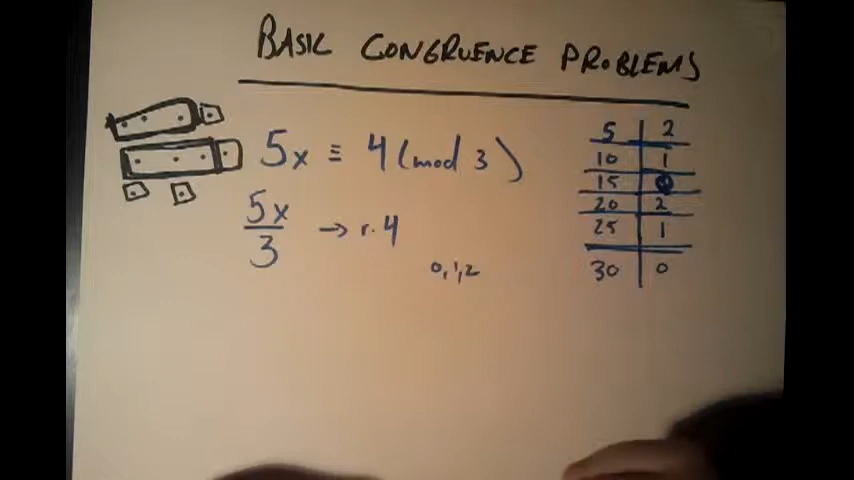 BASIC CONGRUENCE PROBLEMS
5x ≡ 4 (mod 3)
5x
3
→ r. 4
0, 1, 2
5 2
10 1
15
20 2
25 1
30 0